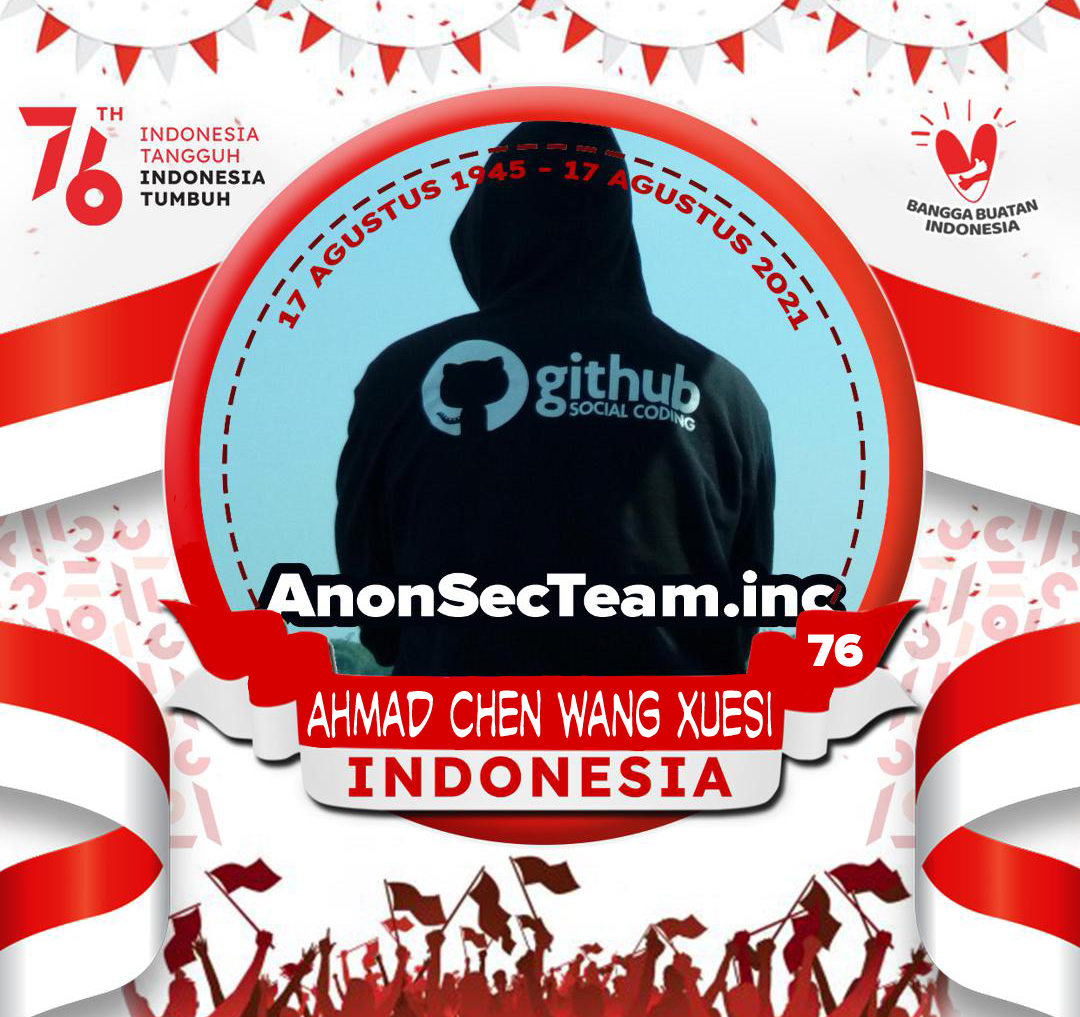 76 TH
INDONESIA
TANGGUH
INDONESIA
TUMBUH
BANGGA BUATAN
INDONESIA
17 AGUSTUS 1945 - 17 AGUSTUS 2021
github
SOCIAL CODING
AnonSecTeam.inc
76
AHMAD CHEN WANG XUESI
INDONESIA